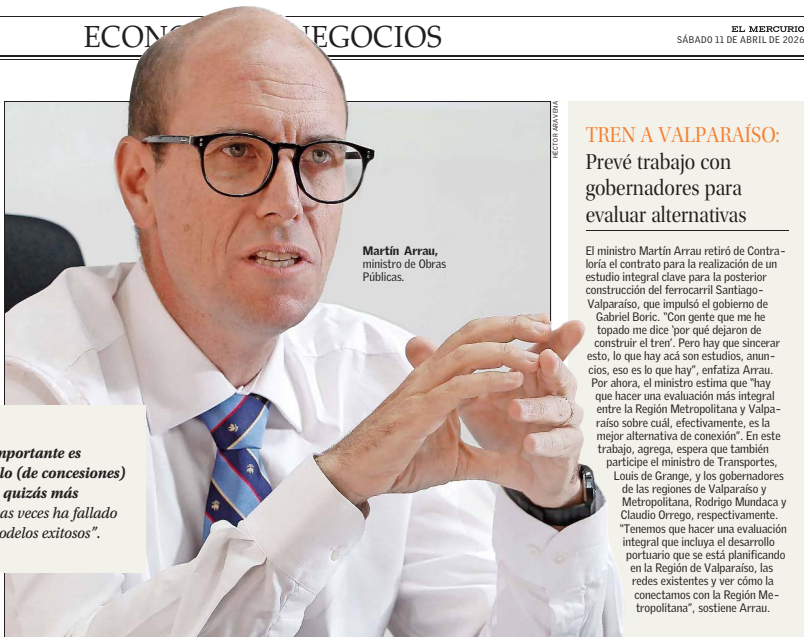 ECONO
EGOCIOS
EL MERCURIO
SÁBADO 11 DE ABRIL DE 2026
HÉCTOR ARAVENA
Martín Arrau,
ministro de Obras
Públicas.
mportante es
lo (de concesiones)
quizás más
as veces ha fallado
odelos exitosos”.
TREN A VALPARAÍSO:
Prevé trabajo con
gobernadores para
evaluar alternativas
El ministro Martín Arrau retiró de Contra-
loría el contrato para la realización de un
estudio integral clave para la posterior
construcción del ferrocarril Santiago-
Valparaíso, que impulsó el gobierno de
Gabriel Boric. “Con gente que me he
topado me dice ‘por qué dejaron de
construir el tren’. Pero hay que sincerar
esto, lo que hay acá son estudios, anun-
cios, eso es lo que hay”, enfatiza Arrau.
Por ahora, el ministro estima que “hay
que hacer una evaluación más integral
entre la Región Metropolitana y Valpa-
raíso sobre cuál, efectivamente, es la
mejor alternativa de conexión”. En este
trabajo, agrega, espera que también
participe el ministro de Transportes,
Louis de Grange, y los gobernadores
de las regiones de Valparaíso y
Metropolitana, Rodrigo Mundaca y
Claudio Orrego, respectivamente.
“Tenemos que hacer una evaluación
integral que incluya el desarrollo
portuario que se está planificando
en la Región de Valparaíso, las
redes existentes y ver cómo la
conectamos con la Región Me-
tropolitana”, sostiene Arrau.